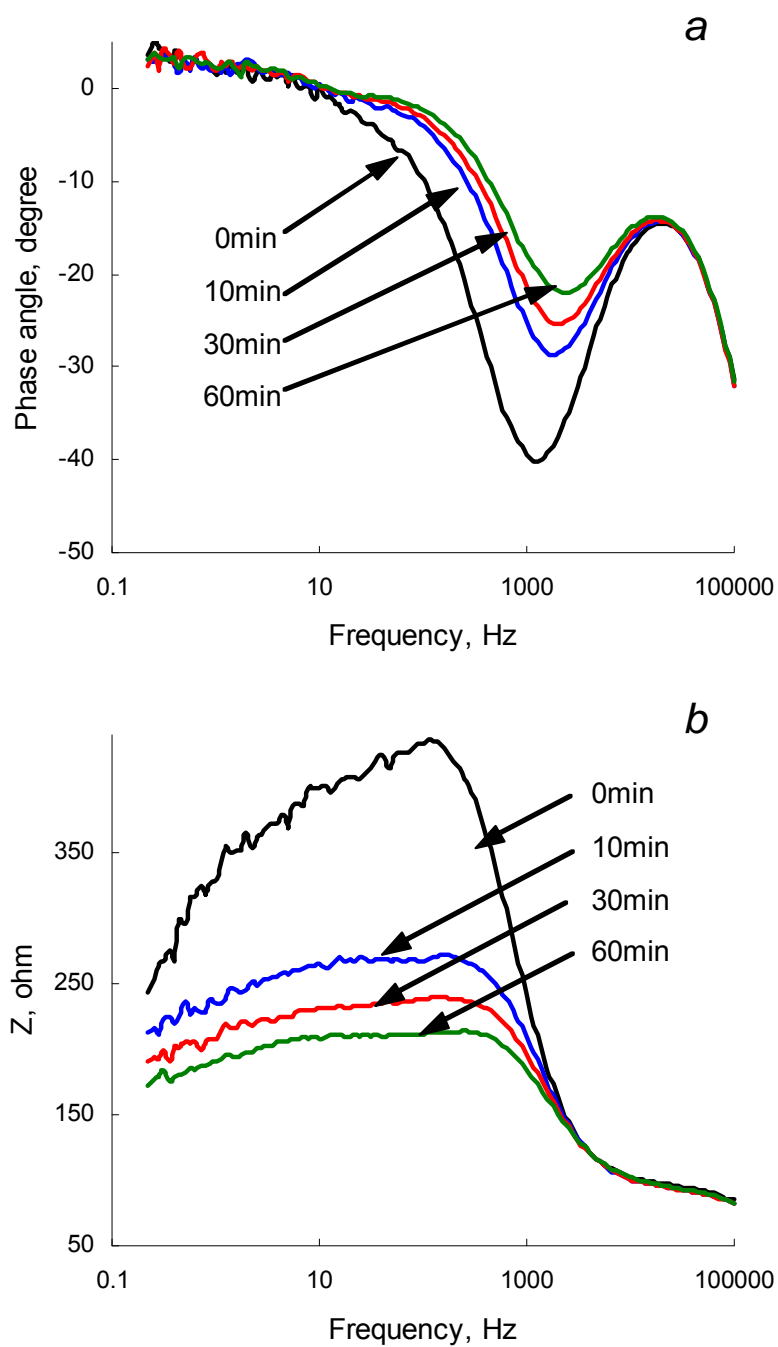 a
0
-10
-20
-30
-40
-50
Phase angle, degree
0min
10min
30min
60min
0.1
10
1000
100000
Frequency, Hz
b
350
250
150
50
Z, ohm
0min
10min
30min
60min
0.1
10
1000
100000
Frequency, Hz